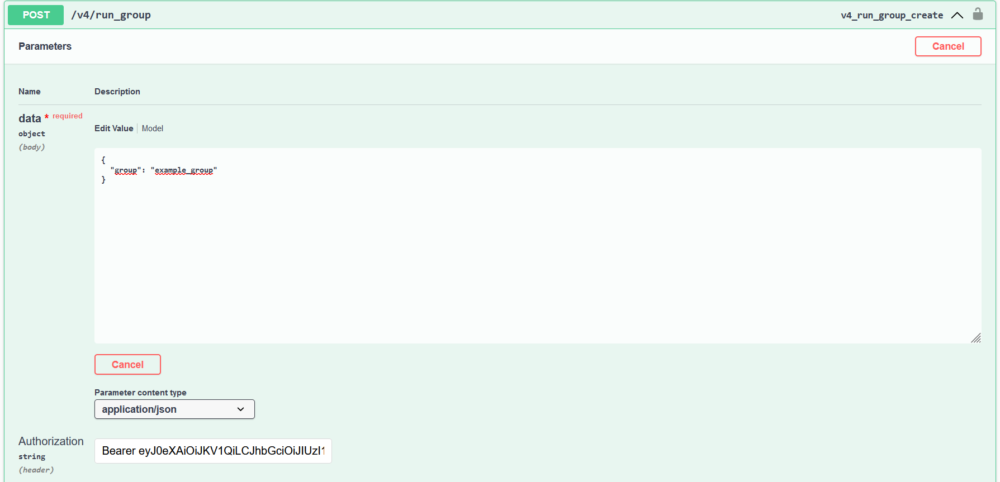 POST /v4/run_group v4_run_group_create
Parameters Cancel
Name Description
data * required
object
(body)
Edit Value Model
{
"group": "example_group"
}
Cancel
Parameter content type
application/json
Authorization
string
(header)
Bearer eyJ0eXAiOiJKV1QiLCJhbGciOiJIUzI1